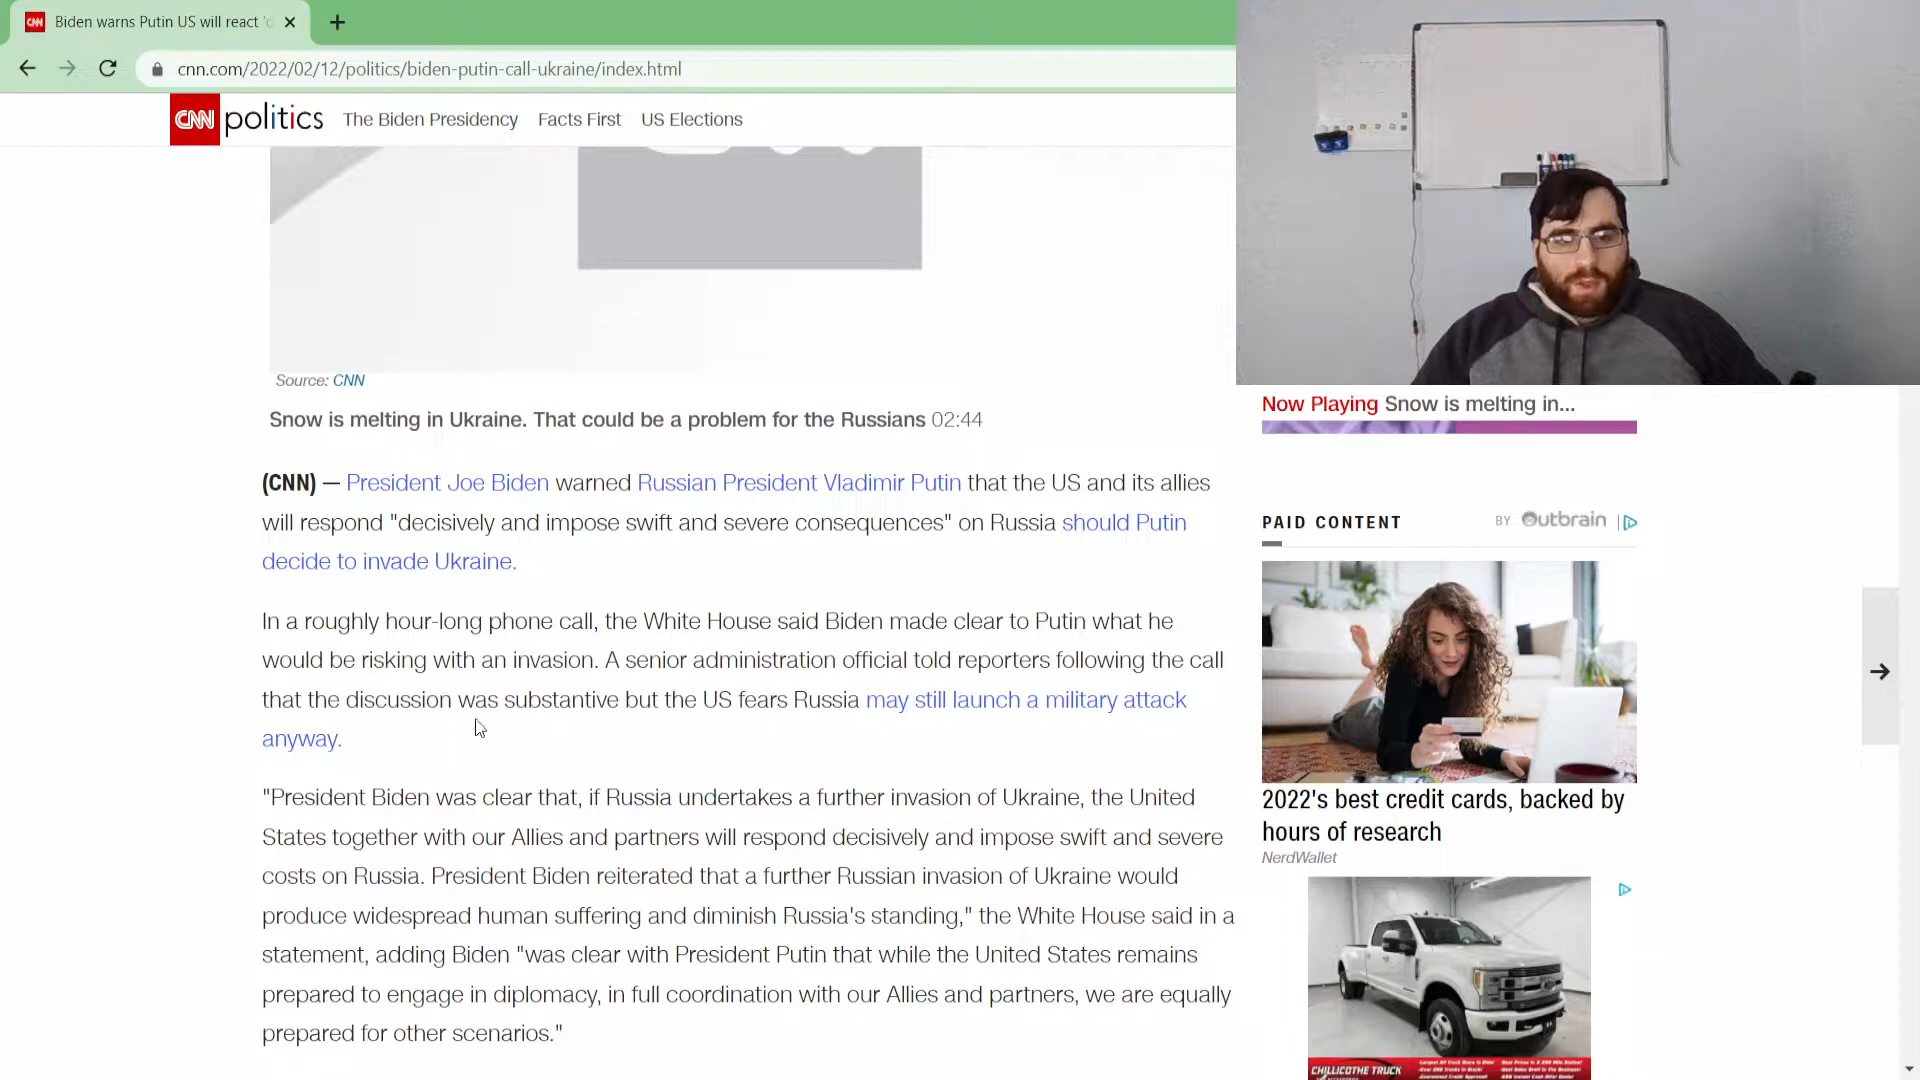 CNN Biden warns Putin US will react 'd
cnn.com/2022/02/12/politics/biden-putin-call-ukraine/index.html
CNN politics The Biden Presidency Facts First US Elections
Source: CNN
Snow is melting in Ukraine. That could be a problem for the Russians 02:44
(CNN) — President Joe Biden warned Russian President Vladimir Putin that the US and its allies
will respond "decisively and impose swift and severe consequences" on Russia should Putin
decide to invade Ukraine.
In a roughly hour-long phone call, the White House said Biden made clear to Putin what he
would be risking with an invasion. A senior administration official told reporters following the call
that the discussion was substantive but the US fears Russia may still launch a military attack
anyway.
"President Biden was clear that, if Russia undertakes a further invasion of Ukraine, the United
States together with our Allies and partners will respond decisively and impose swift and severe
costs on Russia. President Biden reiterated that a further Russian invasion of Ukraine would
produce widespread human suffering and diminish Russia's standing," the White House said in a
statement, adding Biden "was clear with President Putin that while the United States remains
prepared to engage in diplomacy, in full coordination with our Allies and partners, we are equally
prepared for other scenarios."
Now Playing Snow is melting in...
PAID CONTENT BY Outbrain
2022's best credit cards, backed by
hours of research
NerdWallet
CHILLICOTHE TRUCK